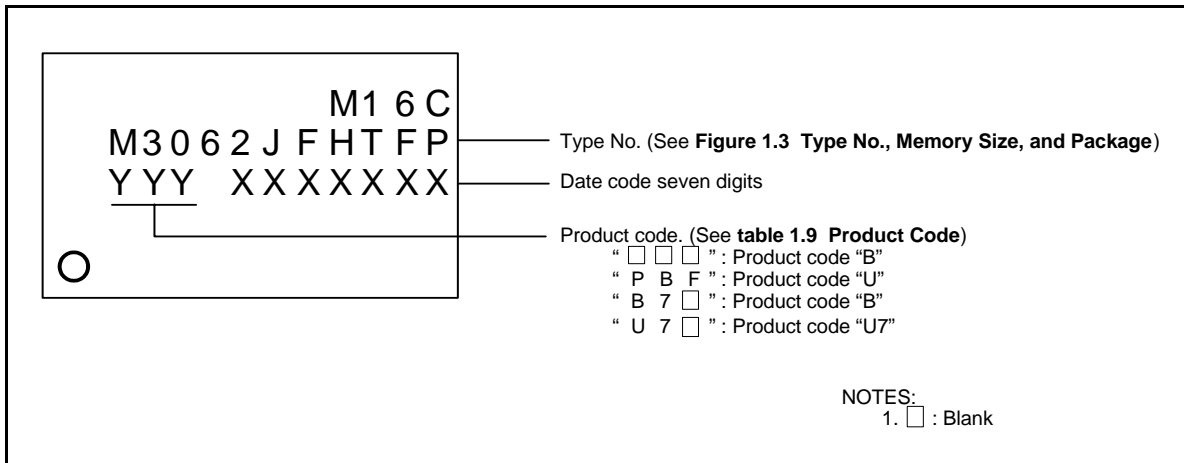 M16C
M3062JFHTFP
YYY XXXXXXX
Type No. (See Figure 1.3 Type No., Memory Size, and Package)
Date code seven digits
Product code. (See table 1.9 Product Code)
“ □ □ □ ” : Product code “B”
“ P B F ” : Product code “U”
“ B 7 □ ” : Product code “B”
“ U 7 □ ” : Product code “U7”
NOTES:
1. □ : Blank